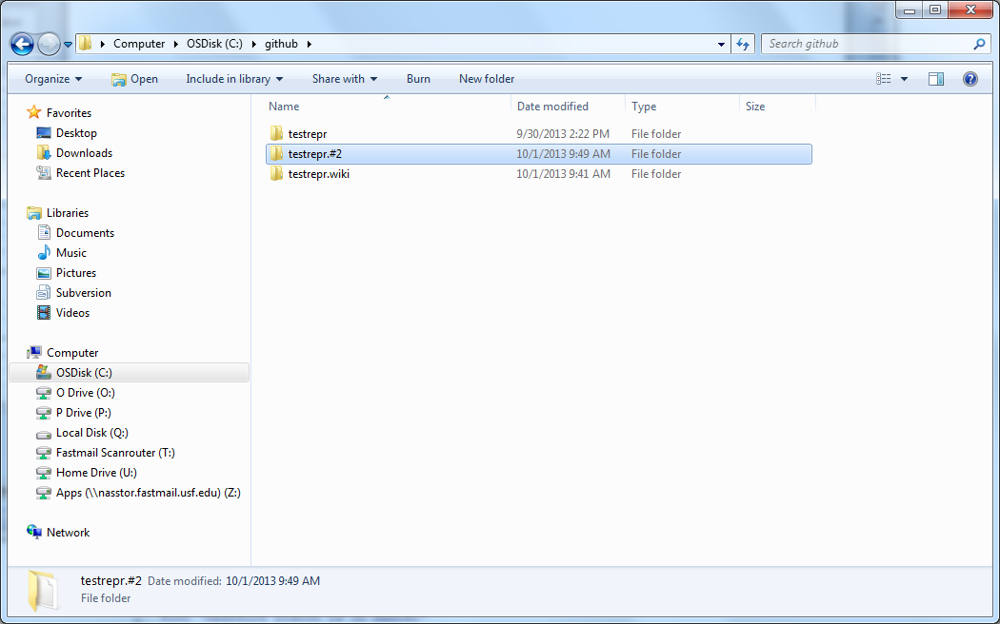 Computer OSDisk (C:) github Search github
Organize Open Include in library Share with Burn New folder
Favorites
Desktop
Downloads
Recent Places
Libraries
Documents
Music
Pictures
Subversion
Videos
Computer
OSDisk (C:)
O Drive (O:)
P Drive (P:)
Local Disk (Q:)
Fastmail Scanrouter (T:)
Home Drive (U:)
Apps (\\nasstor.fastmail.usf.edu) (Z:)
Network
Name Date modified Type Size
testrepr 9/30/2013 2:22 PM File folder
testrepr.#2 10/1/2013 9:49 AM File folder
testrepr.wiki 10/1/2013 9:41 AM File folder
testrepr.#2 Date modified: 10/1/2013 9:49 AM
File folder